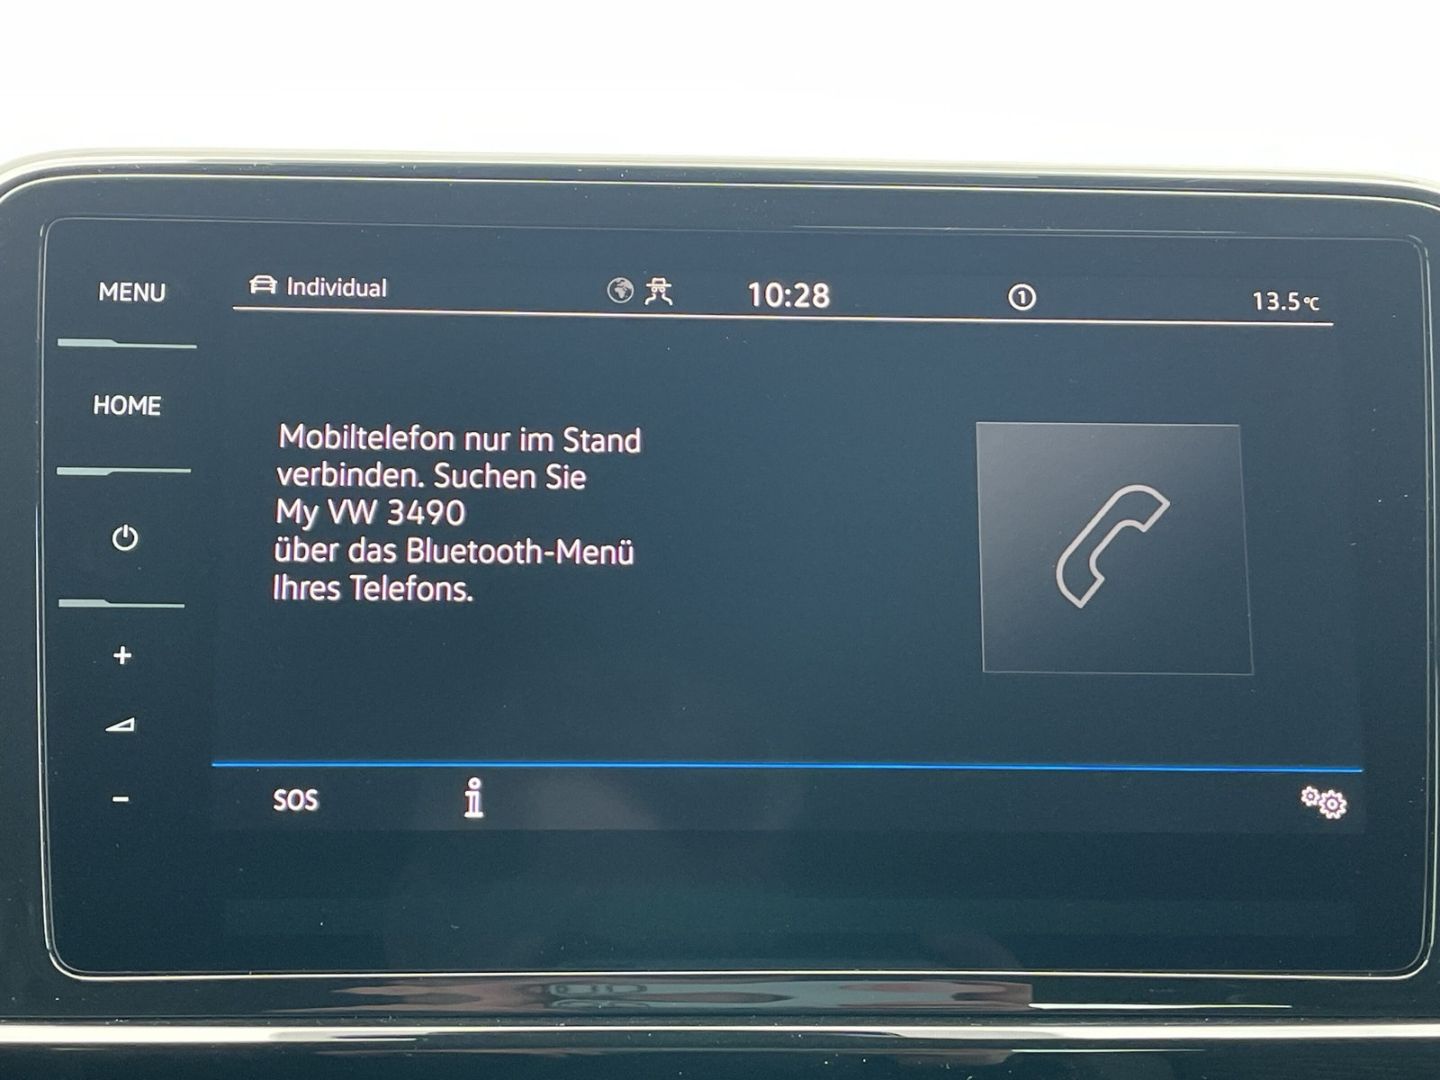 MENU
Individual
10:28
1
13.5°C
HOME
Mobiltelefon nur im Stand
verbinden. Suchen Sie
My VW 3490
über das Bluetooth-Menü
Ihres Telefons.
+
-
SOS
i